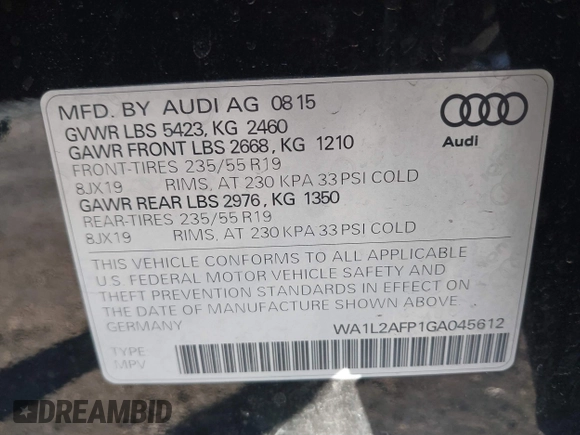 MFD. BY AUDI AG 08 15
GVWR LBS 5423, KG 2460
GAWR FRONT LBS 2668, KG 1210
FRONT-TIRES 235/55 R19
8JX19 RIMS, AT 230 KPA 33 PSI COLD
GAWR REAR LBS 2976, KG 1350
REAR-TIRES 235/55 R19
8JX19 RIMS, AT 230 KPA 33 PSI COLD
Audi
THIS VEHICLE CONFORMS TO ALL APPLICABLE
U.S. FEDERAL MOTOR VEHICLE SAFETY AND
THEFT PREVENTION STANDARDS IN EFFECT ON
THE DATE OF MANUFACTURE SHOWN ABOVE.
GERMANY WA1L2AFP1GA045612
TYPE:
MPV
DREAMBID